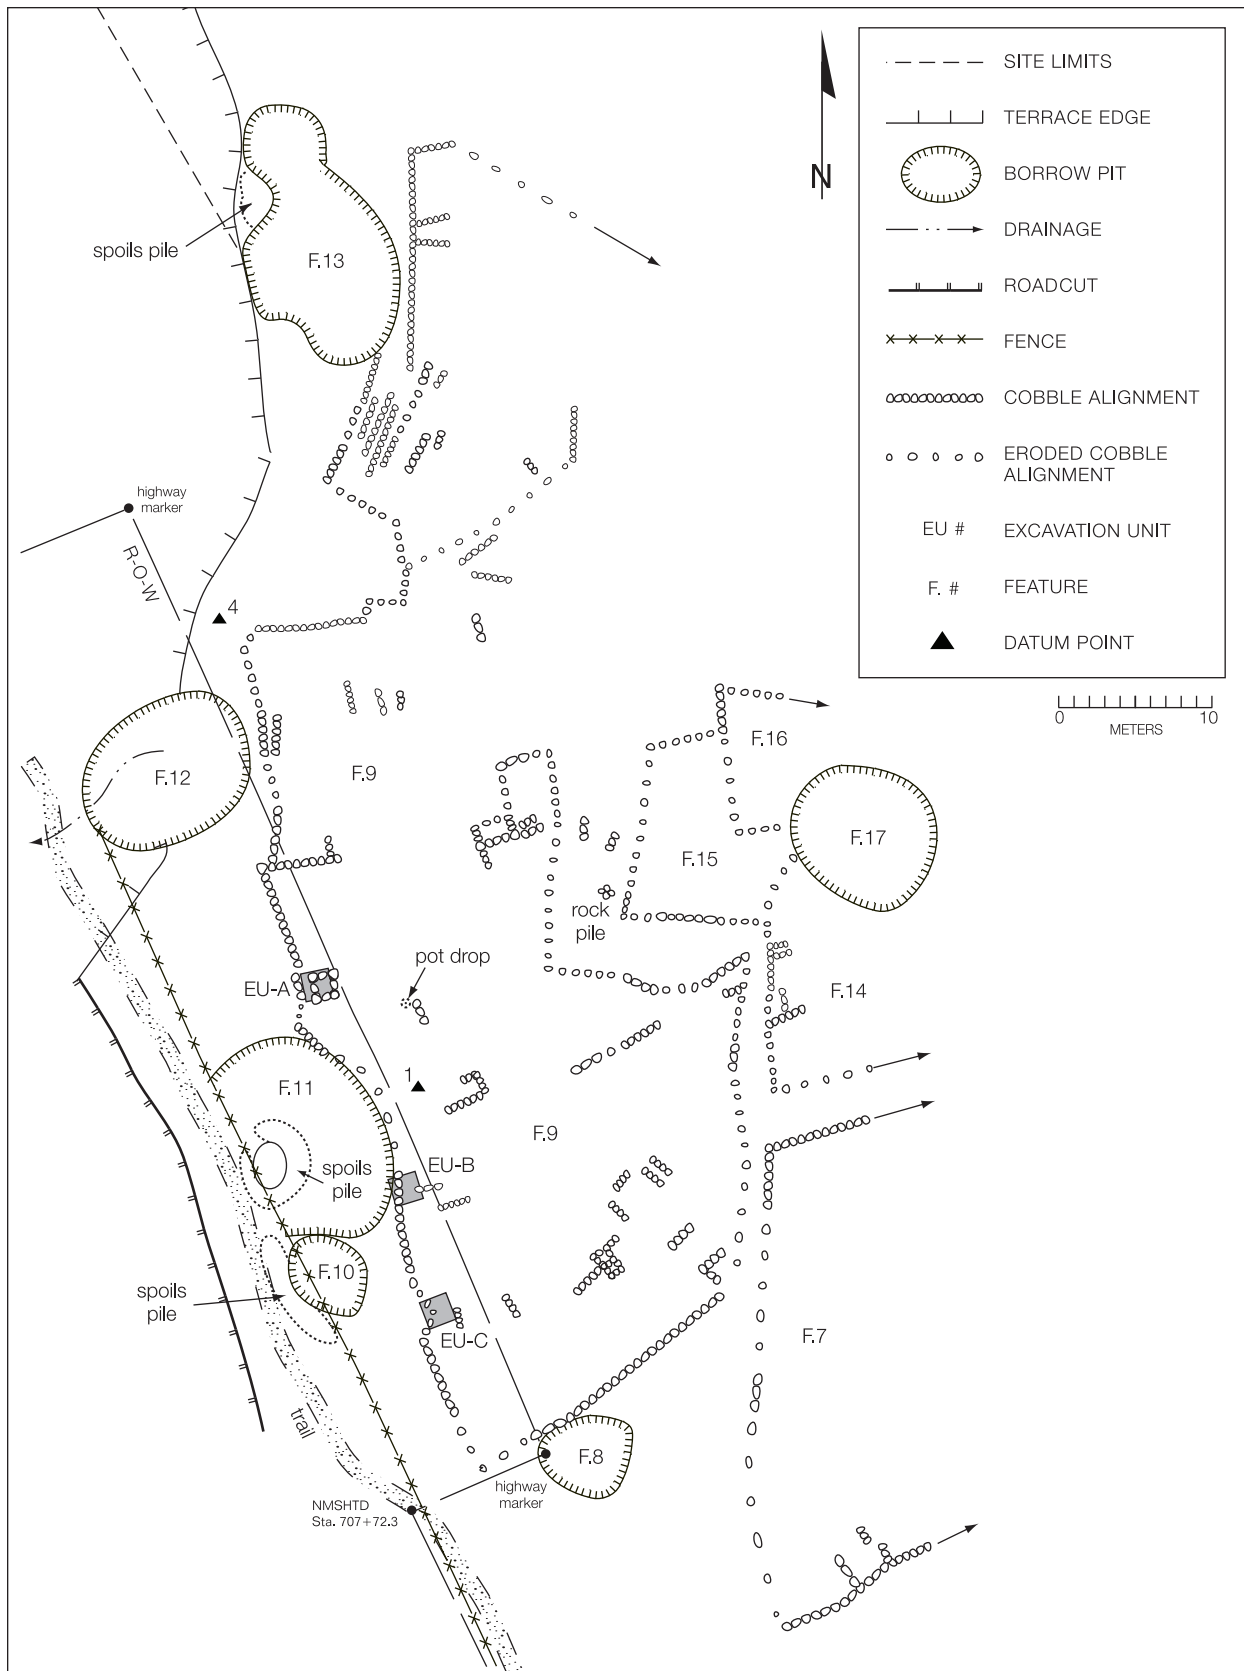 SITE LIMITS
TERRACE EDGE
BORROW PIT
DRAINAGE
ROADCUT
FENCE
COBBLE ALIGNMENT
ERODED COBBLE
ALIGNMENT
EU # EXCAVATION UNIT
F. # FEATURE
DATUM POINT
0 10
METERS
N
spoils pile
F.13
highway
marker
R-O-W
4
F.12
F.9
F.16
F.15
F.17
rock
pile
pot drop
EU-A
F.14
F.11
1
F.9
EU-B
spoils
pile
F.10
spoils
pile
EU-C
F.7
trail
F.8
highway
marker
NMSHTD
Sta. 707+72.3